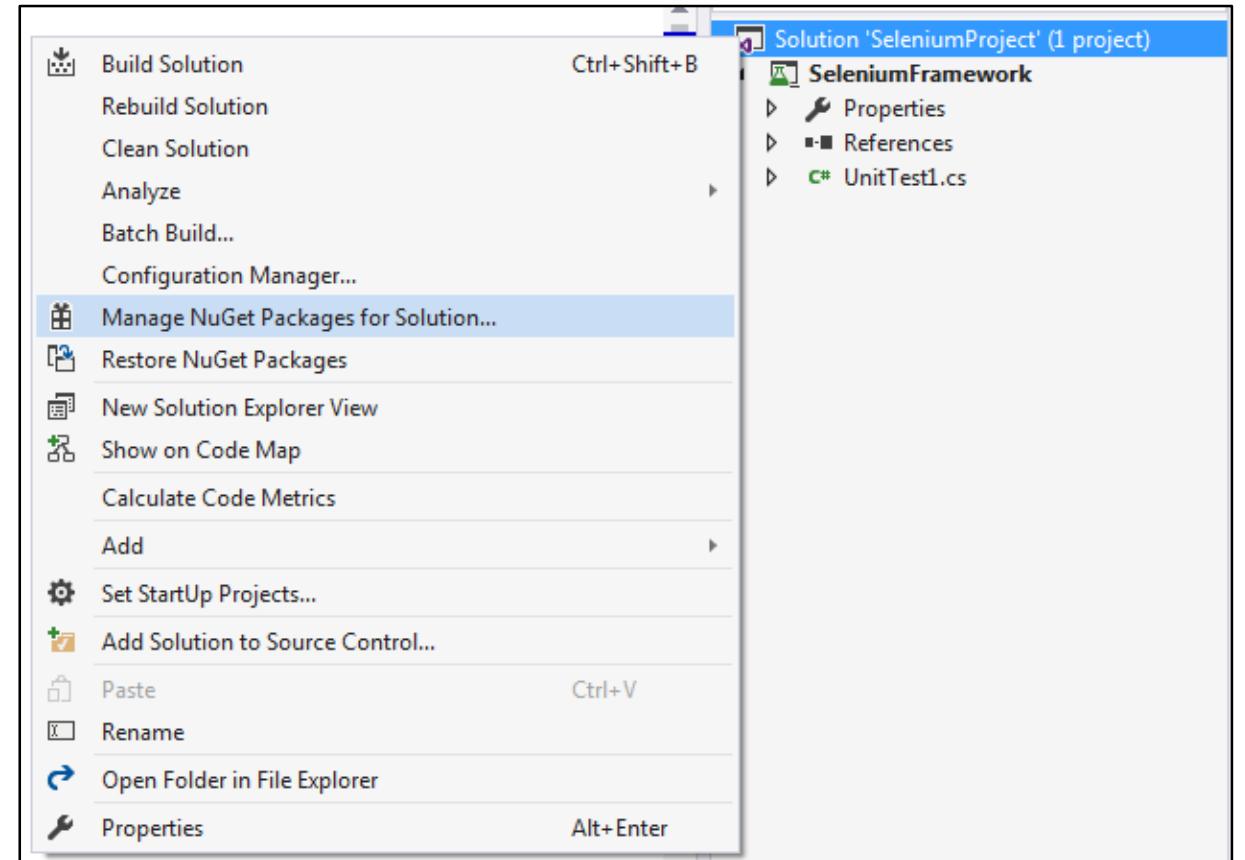 Build Solution Ctrl+Shift+B
Rebuild Solution
Clean Solution
Analyze
Batch Build...
Configuration Manager...
Manage NuGet Packages for Solution...
Restore NuGet Packages
New Solution Explorer View
Show on Code Map
Calculate Code Metrics
Add
Set StartUp Projects...
Add Solution to Source Control...
Paste Ctrl+V
Rename
Open Folder in File Explorer
Properties Alt+Enter
Solution 'SeleniumProject' (1 project)
SeleniumFramework
Properties
References
C# UnitTest1.cs